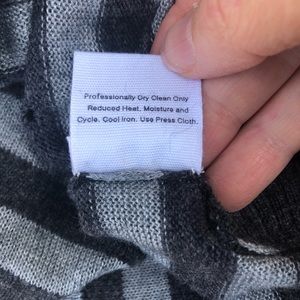 Professionally Dry Clean Only
Reduced Heat, Moisture and
Cycle. Cool Iron. Use Press Cloth.